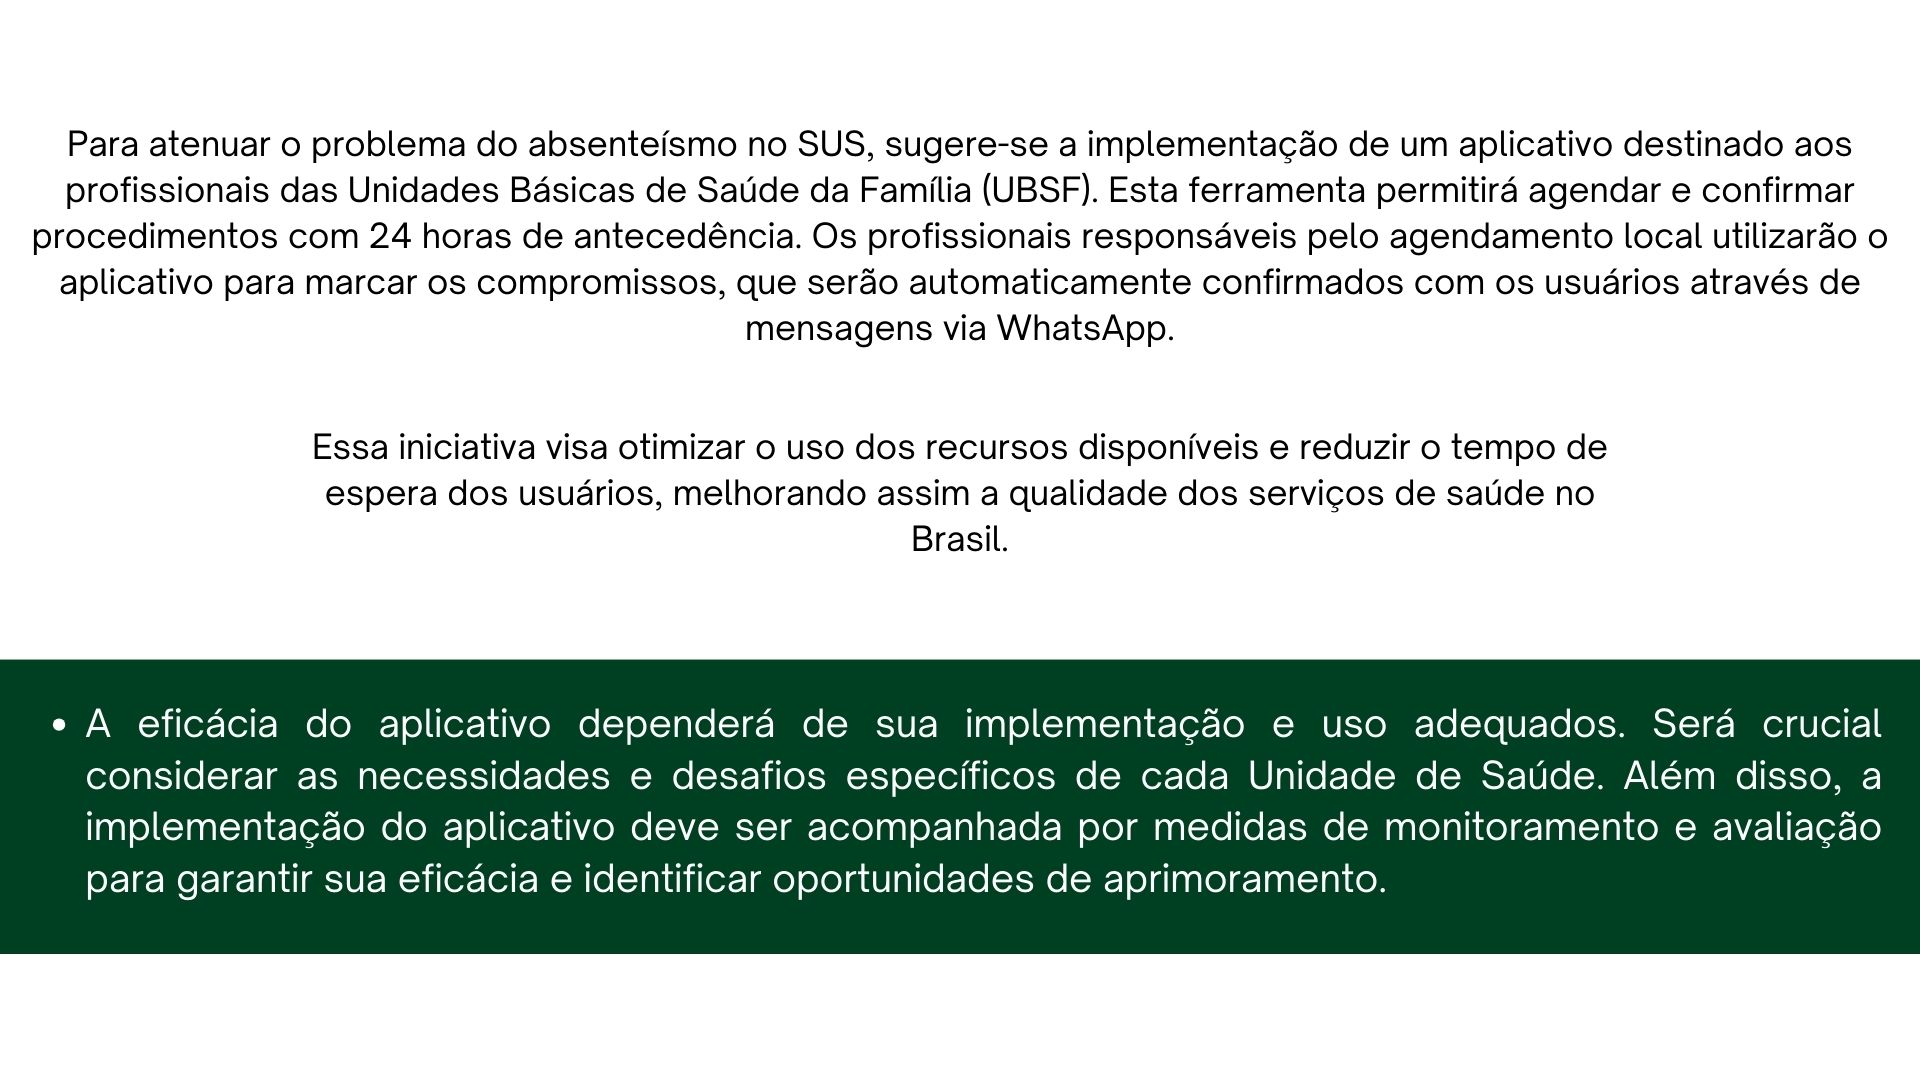 Para atenuar o problema do absenteísmo no SUS, sugere-se a implementação de um aplicativo destinado aos
profissionais das Unidades Básicas de Saúde da Família (UBSF). Esta ferramenta permitirá agendar e confirmar
procedimentos com 24 horas de antecedência. Os profissionais responsáveis pelo agendamento local utilizarão o
aplicativo para marcar os compromissos, que serão automaticamente confirmados com os usuários através de
mensagens via WhatsApp.
Essa iniciativa visa otimizar o uso dos recursos disponíveis e reduzir o tempo de
espera dos usuários, melhorando assim a qualidade dos serviços de saúde no
Brasil.
• A eficácia do aplicativo dependerá de sua implementação e uso adequados. Será crucial
considerar as necessidades e desafios específicos de cada Unidade de Saúde. Além disso, a
implementação do aplicativo deve ser acompanhada por medidas de monitoramento e avaliação
para garantir sua eficácia e identificar oportunidades de aprimoramento.